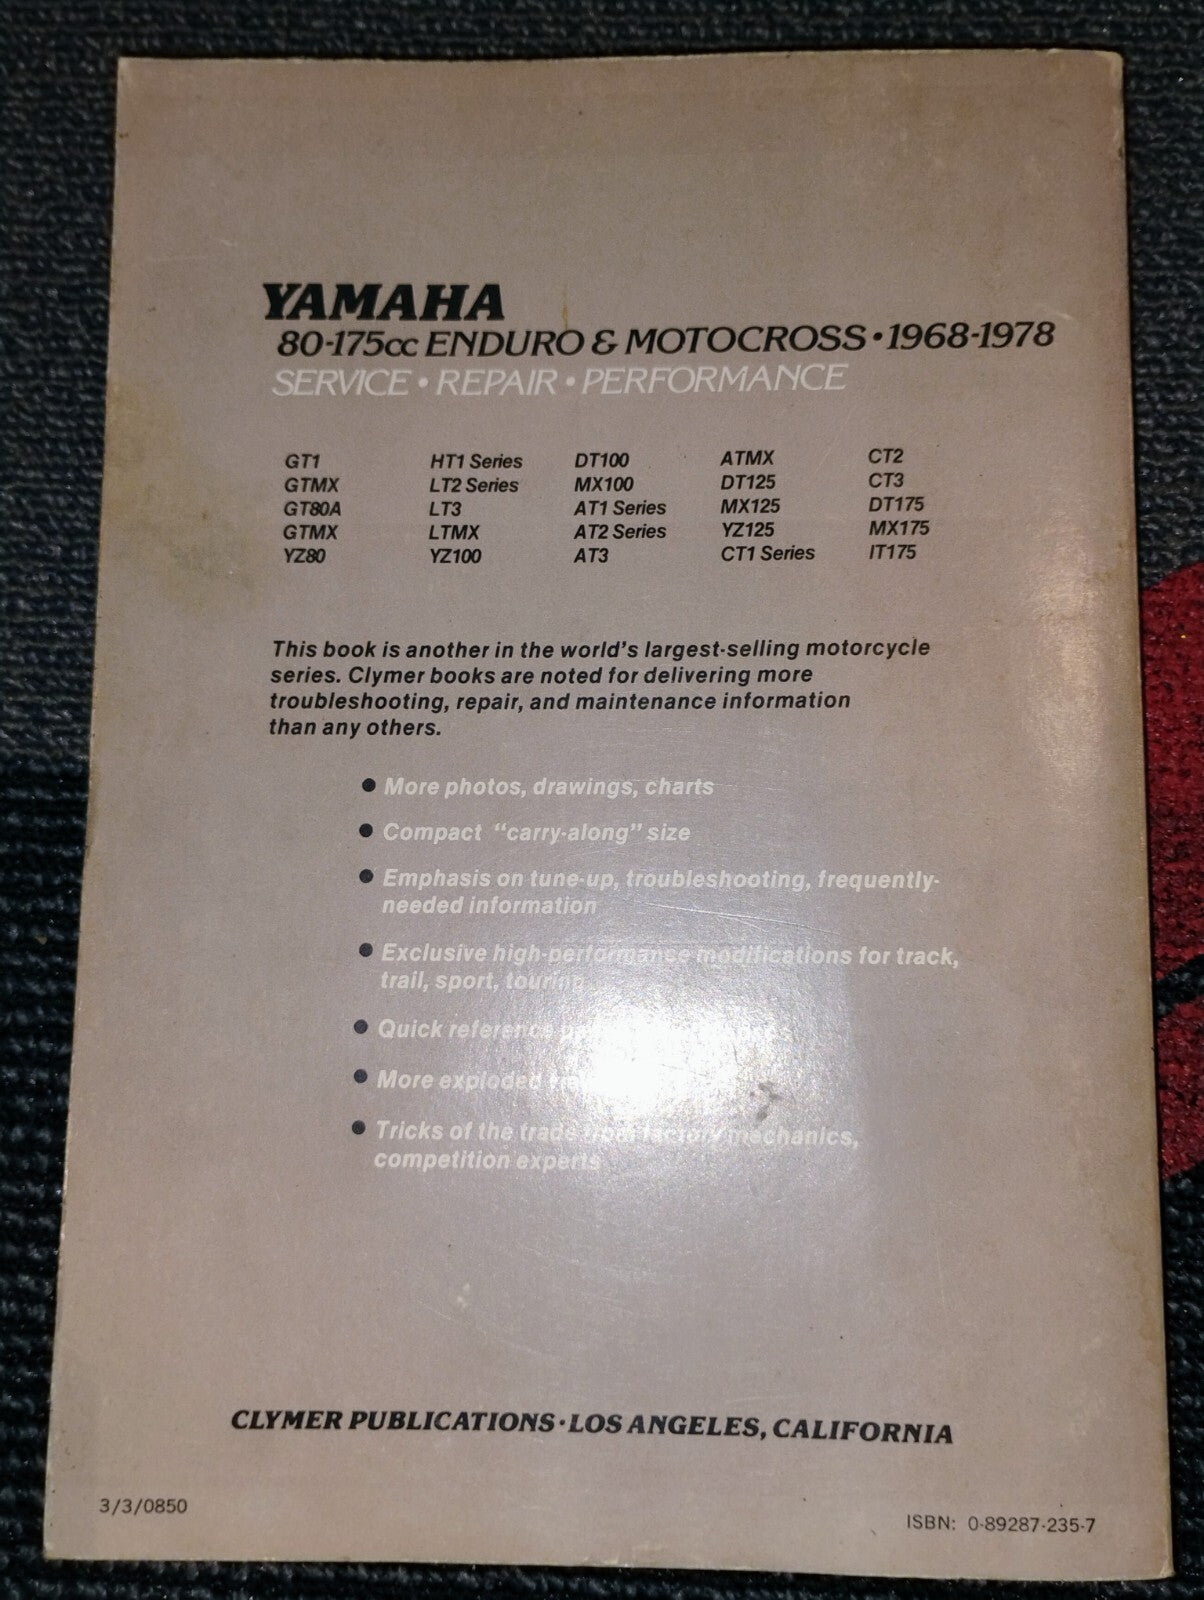 YAMAHA
80-175cc ENDURO & MOTOCROSS • 1968-1978
SERVICE • REPAIR • PERFORMANCE
GT1 HT1 Series DT100 ATMX CT2
GTMX LT2 Series MX100 DT125 CT3
GT80A LT3 AT1 Series MX125 DT175
GTMX LTMX AT2 Series YZ125 MX175
YZ80 YZ100 AT3 CT1 Series IT175
This book is another in the world's largest-selling motorcycle
series. Clymer books are noted for delivering more
troubleshooting, repair, and maintenance information
than any others.
• More photos, drawings, charts
• Compact "carry-along" size
• Emphasis on tune-up, troubleshooting, frequently-
needed information
• Exclusive high-performance modifications for track,
trail, sport, touring
• Quick reference
• More exploded
• Tricks of the trade from factory mechanics,
competition experts
CLYMER PUBLICATIONS • LOS ANGELES, CALIFORNIA
3/3/0850
ISBN: 0-89287-235-7